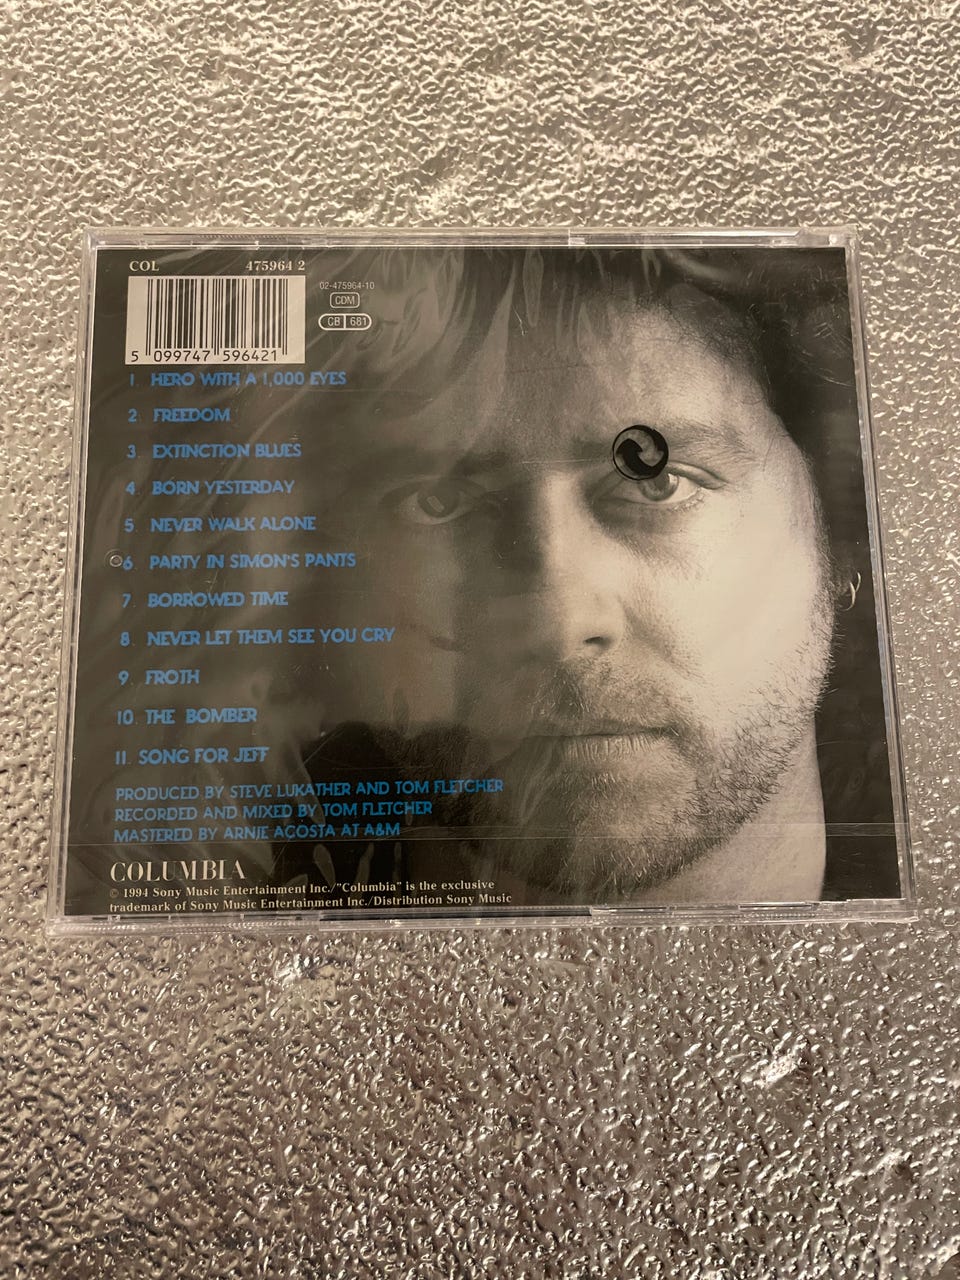 COL 475964 2
02-475964-10
CDM
CB 681
5 099747 596421
1. HERO WITH A 1,000 EYES
2. FREEDOM
3. EXTINCTION BLUES
4. BORN YESTERDAY
5. NEVER WALK ALONE
6. PARTY IN SIMON'S PANTS
7. BORROWED TIME
8. NEVER LET THEM SEE YOU CRY
9. FROTH
10. THE BOMBER
11. SONG FOR JEFF
PRODUCED BY STEVE LUKATHER AND TOM FLETCHER
RECORDED AND MIXED BY TOM FLETCHER
MASTERED BY ARNIE ACOSTA AT A&M
COLUMBIA
© 1994 Sony Music Entertainment Inc./"Columbia" is the exclusive
trademark of Sony Music Entertainment Inc./Distribution Sony Music